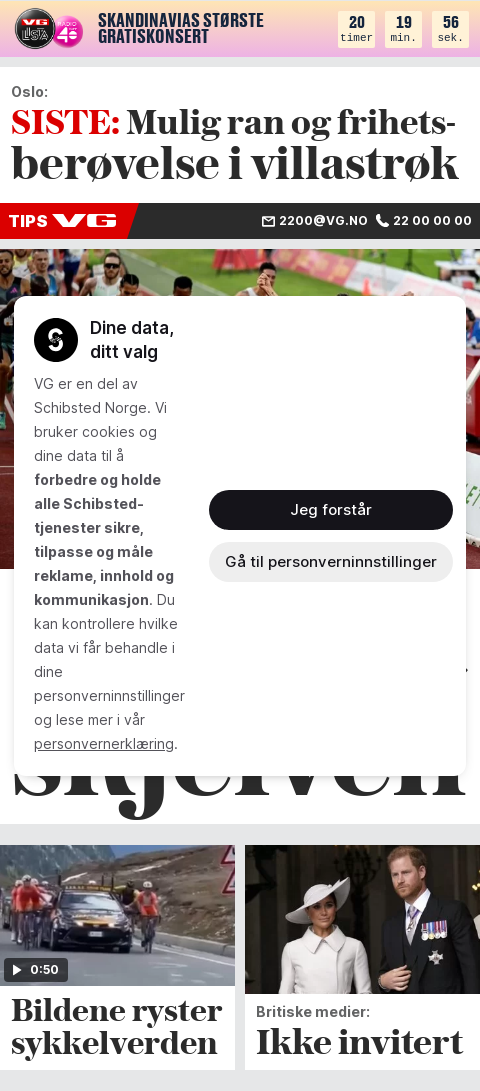 VG
LISTA
RADIO
SKANDINAVIAS STØRSTE
GRATISKONSERT
20 19 56
timer min. sek.
Oslo:
SISTE: Mulig ran og frihets-
berøvelse i villastrøk
TIPS VG 2200@VG.NO 22 00 00 00
Dine data,
ditt valg
VG er en del av
Schibsted Norge. Vi
bruker cookies og
dine data til å
forbedre og holde
alle Schibsted-
tjenester sikre,
tilpasse og måle
reklame, innhold og
kommunikasjon. Du
kan kontrollere hvilke
data vi får behandle i
dine
personverninnstillinger
og lese mer i vår
personvernerklæring.
Jeg forstår
Gå til personverninnstillinger
skjelven
0:50
Bildene ryster
sykkelverden
Britiske medier:
Ikke invitert